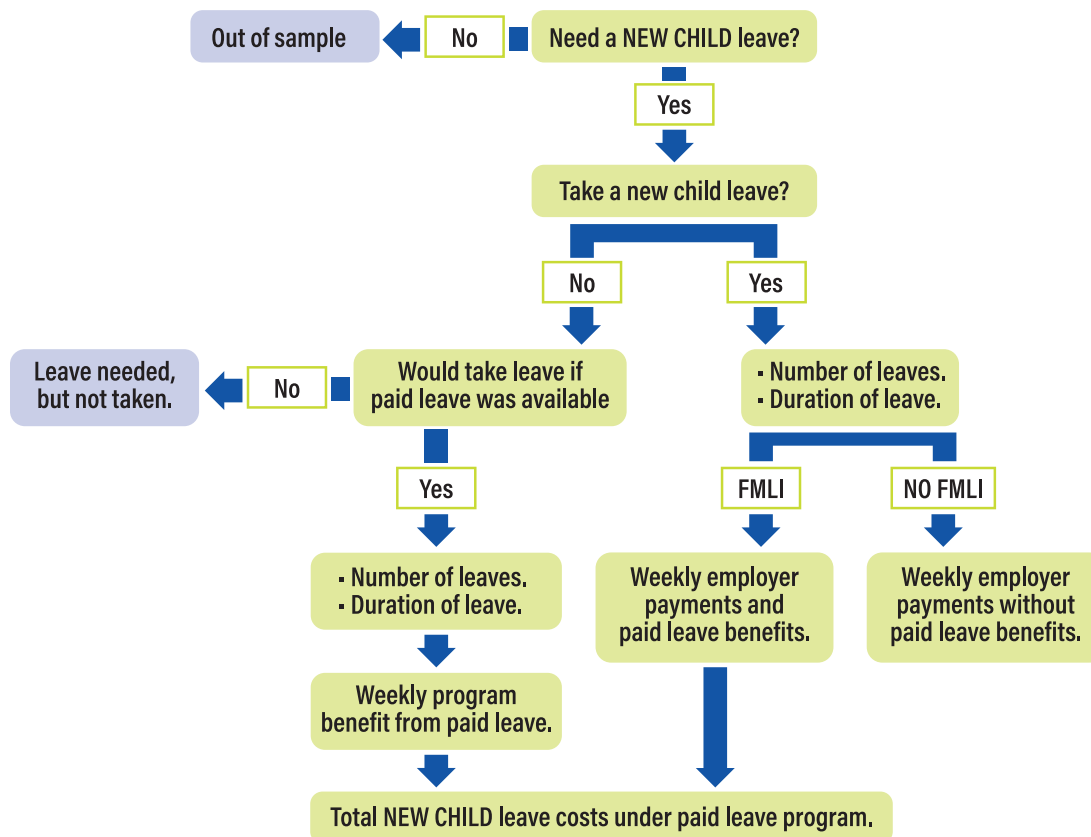 Out of sample
No
Need a NEW CHILD leave?
Yes
Take a new child leave?
No
Yes
Leave needed,
but not taken.
No
Would take leave if
paid leave was available
- Number of leaves.
- Duration of leave.
Yes
FMLI
NO FMLI
- Number of leaves.
- Duration of leave.
Weekly employer
payments and
paid leave benefits.
Weekly employer
payments without
paid leave benefits.
Weekly program
benefit from paid leave.
Total NEW CHILD leave costs under paid leave program.